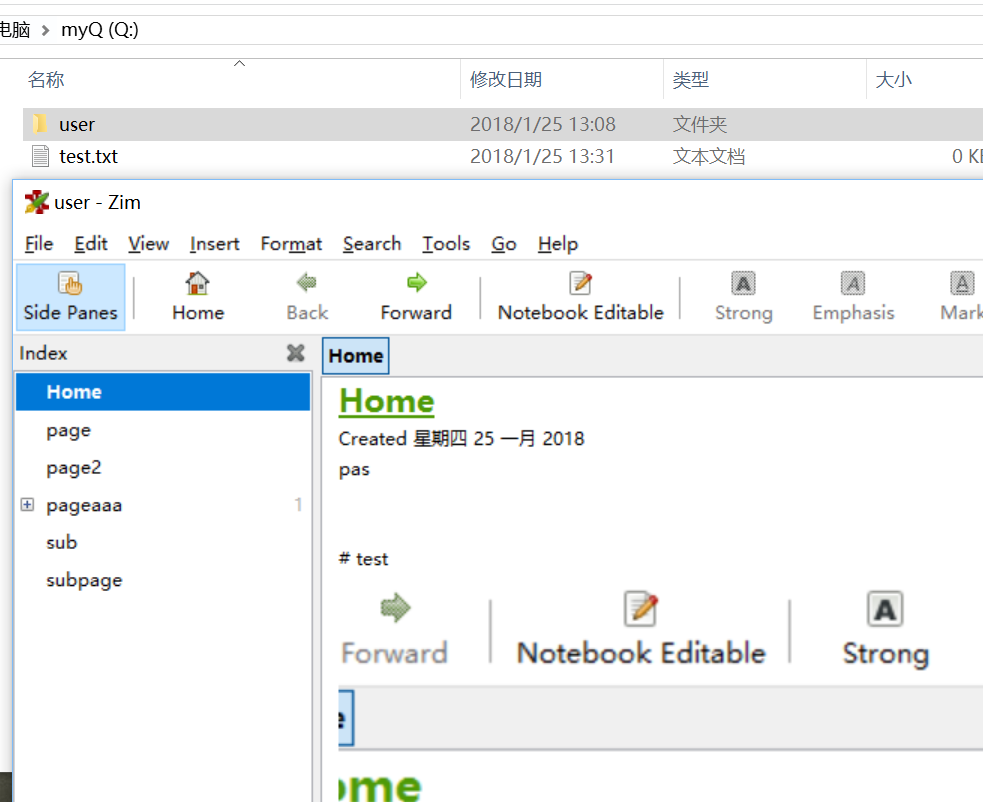 电脑 > myQ (Q:)
名称 修改日期 类型 大小
user 2018/1/25 13:08 文件夹
test.txt 2018/1/25 13:31 文本文档 0 KB
user - Zim
File Edit View Insert Format Search Tools Go Help
Side Panes Home Back Forward Notebook Editable Strong Emphasis Mark
Index
Home
Home
page
page2
pageaaa 1
sub
subpage
Home
Created 星期四 25 一月 2018
pas
# test
Forward Notebook Editable Strong
e
ome